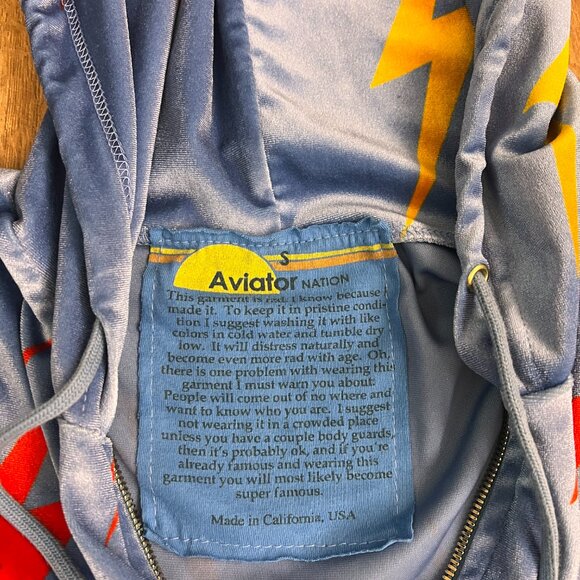 S
Aviator NATION
This garment is rad. I know because I
made it. To keep it in pristine condi-
tion I suggest washing it with like
colors in cold water and tumble dry
low. It will distress naturally and
become even more rad with age. Oh,
there is one problem with wearing this
garment I must warn you about:
People will come out of no where and
want to know who you are. I suggest
not wearing it in a crowded place
unless you have a couple body guards,
then it's probably ok, and if you're
already famous and wearing this
garment you will most likely become
super famous.
Made in California, USA